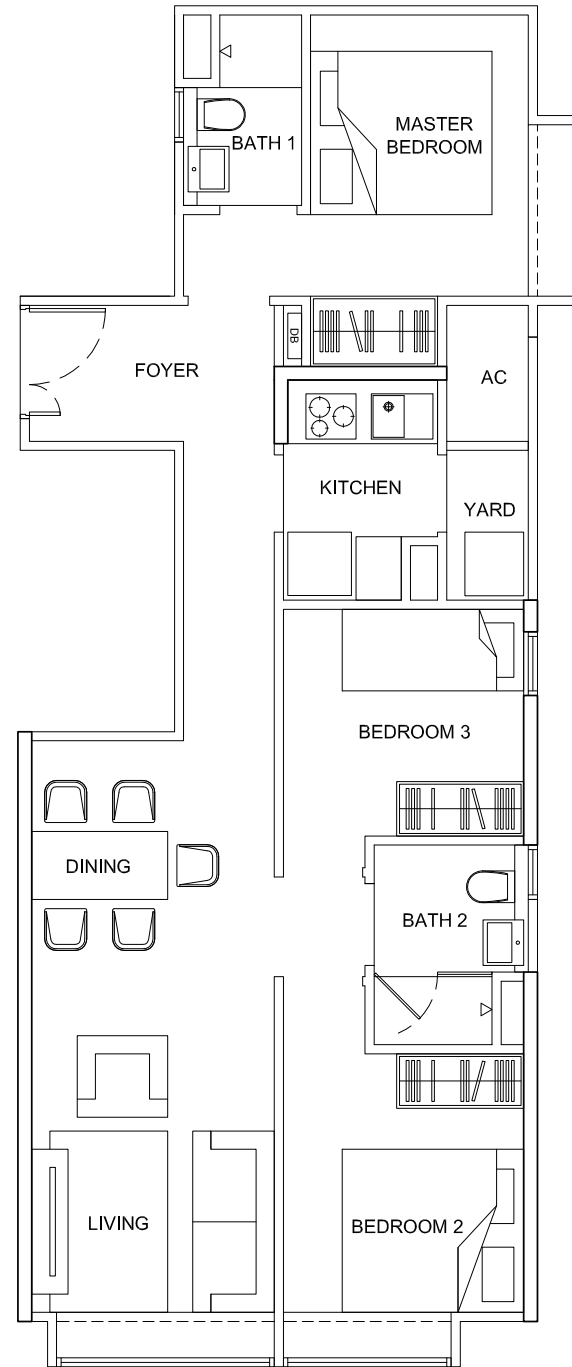 MASTER
BEDROOM
BATH 1
DB
FOYER
AC
KITCHEN
YARD
BEDROOM 3
DINING
BATH 2
LIVING
BEDROOM 2